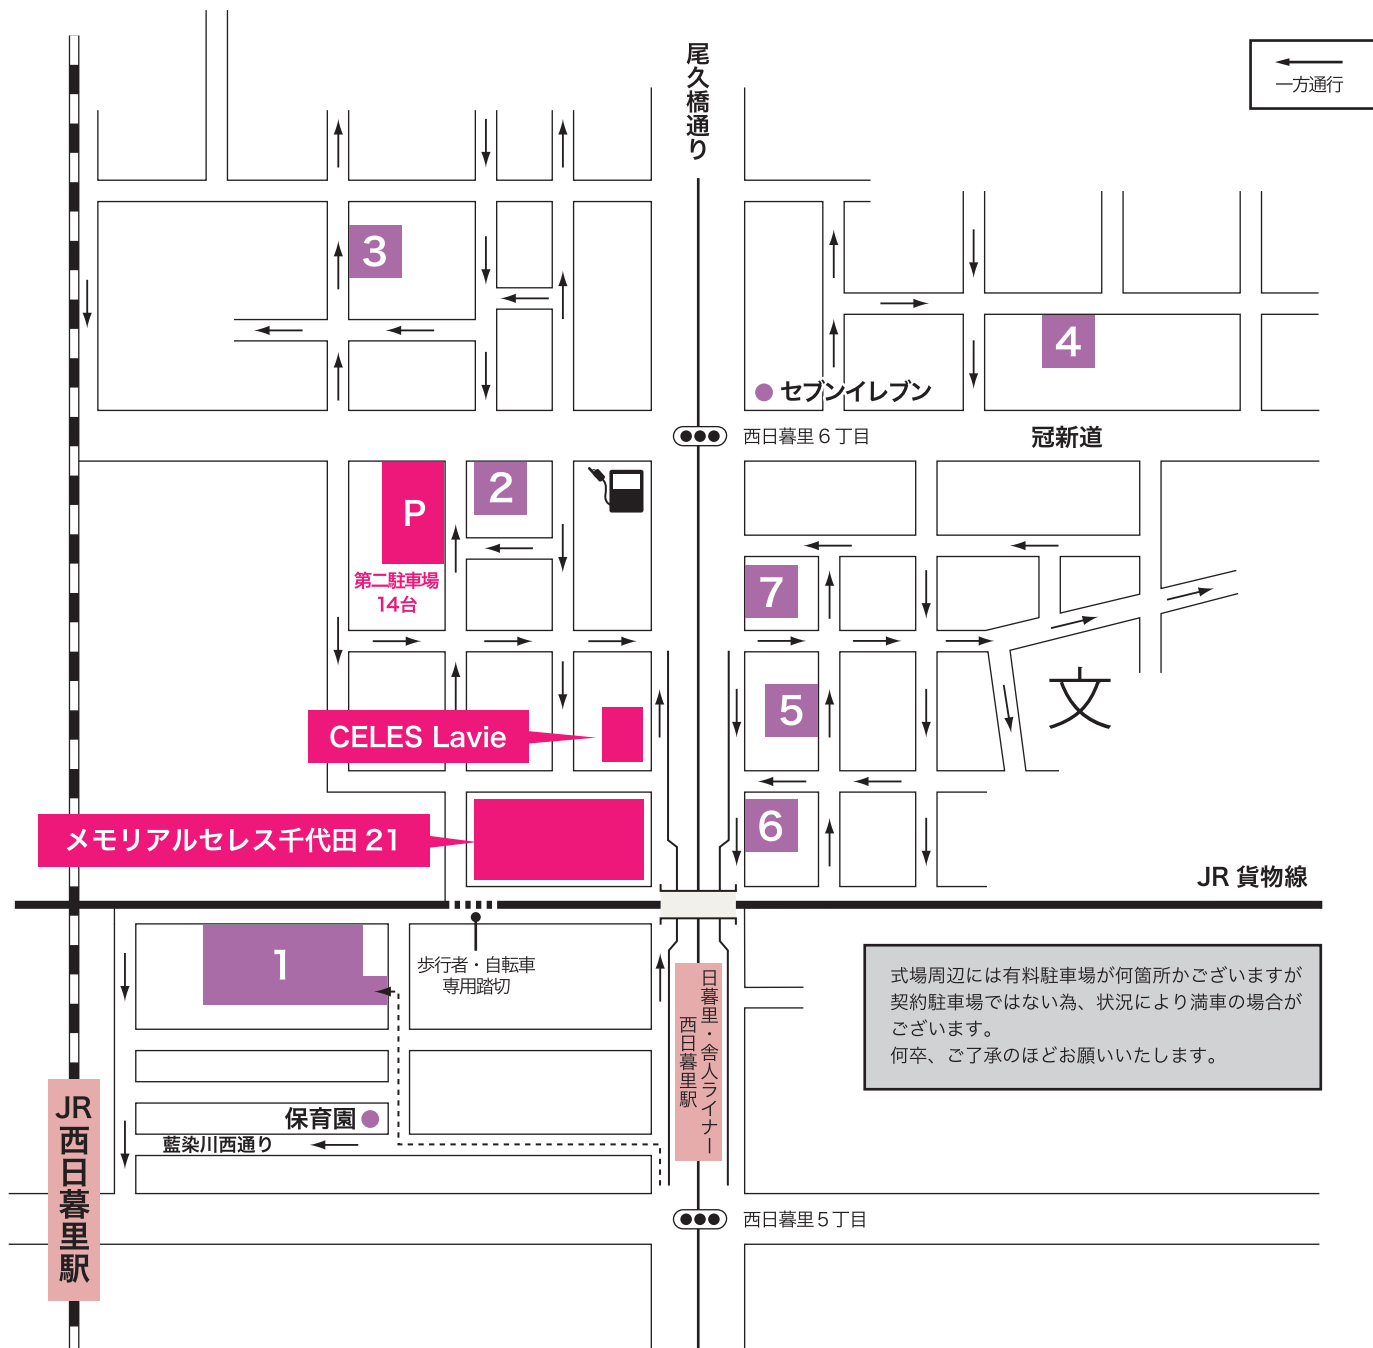 尾久橋通り
一方通行
3
4
セブンイレブン
西日暮里6丁目
冠新道
P
2
第二駐車場
14台
7
5
文
CELES Lavie
6
メモリアルセレス千代田 21
JR 貨物線
1
歩行者・自転車
専用踏切
日暮里・舎人ライナー
西日暮里駅
式場周辺には有料駐車場が何箇所かございますが
契約駐車場ではない為、状況により満車の場合が
ございます。
何卒、ご了承のほどお願いいたします。
保育園
藍染川西通り
JR西日暮里駅
西日暮里5丁目